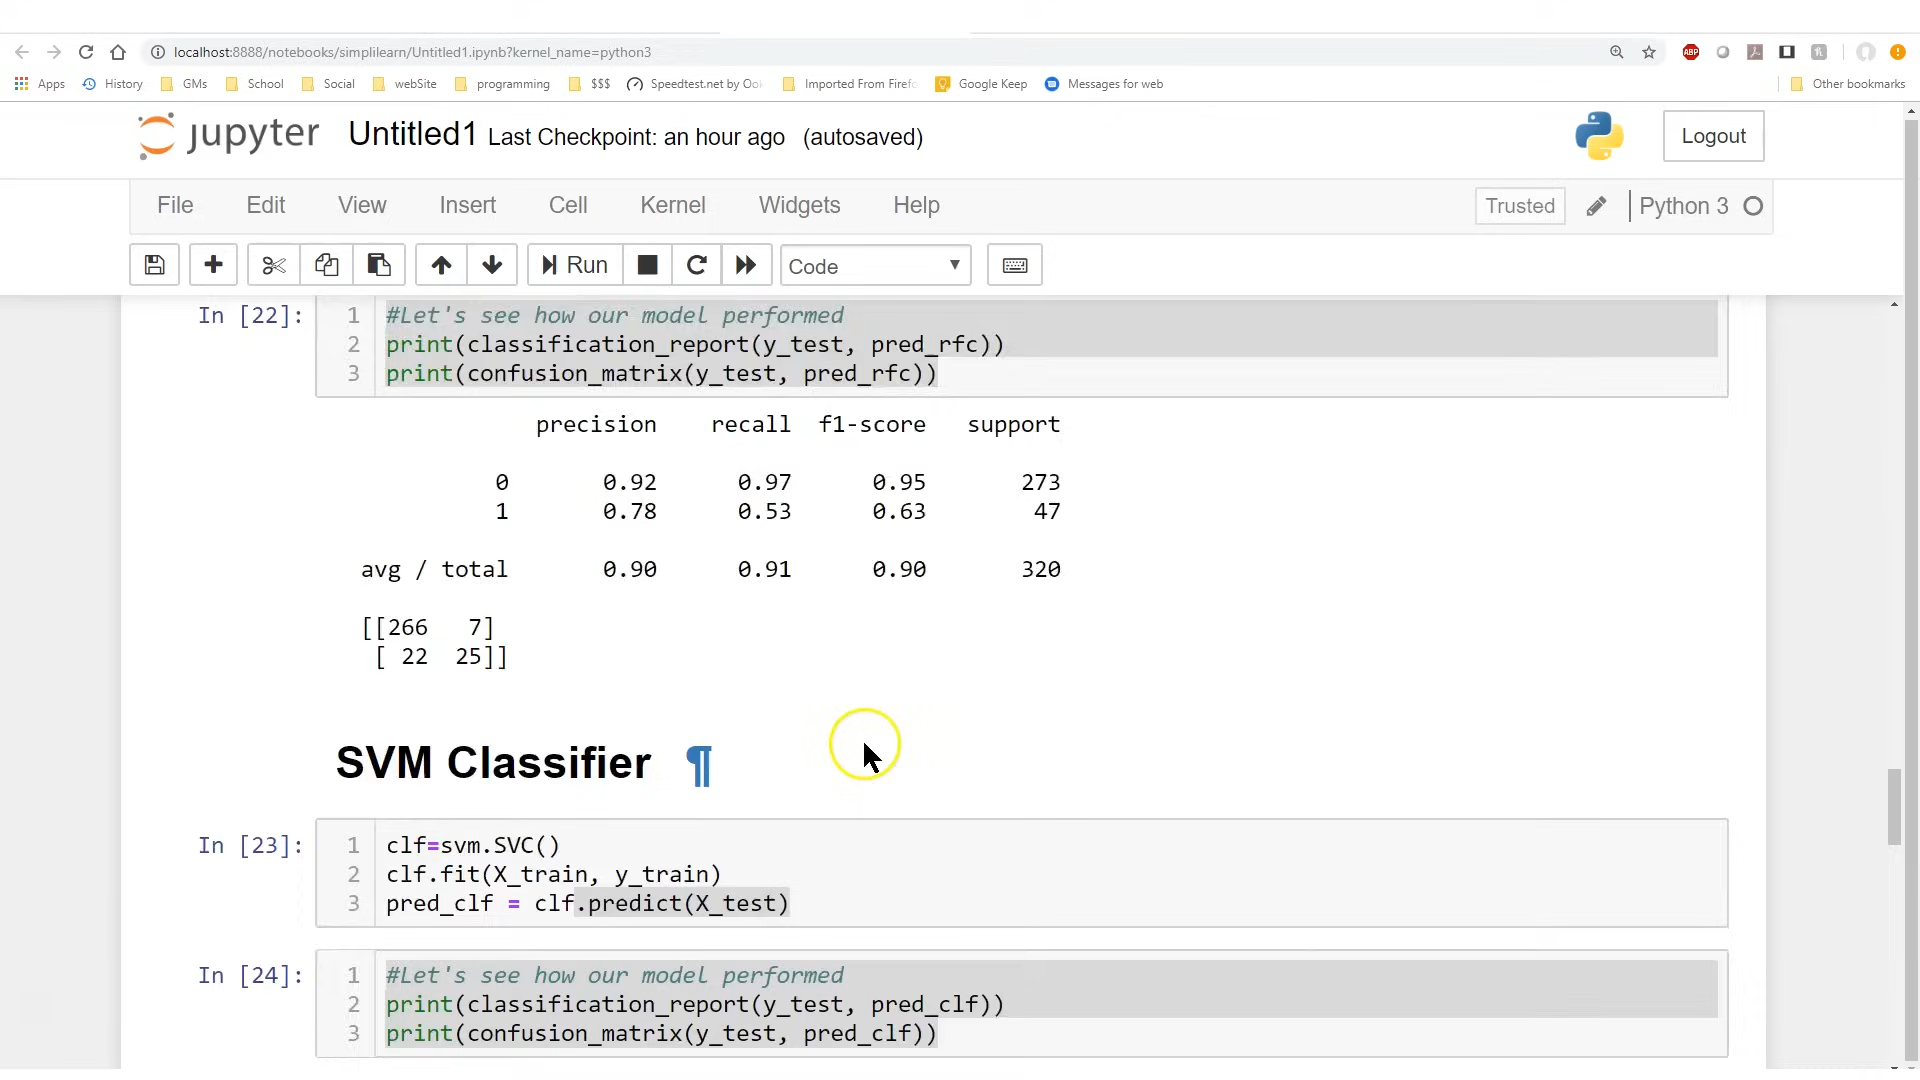 localhost:8888/notebooks/simplilearn/Untitled1.ipynb?kernel_name=python3
ABP
Apps History GMs School Social webSite programming $$$ Speedtest.net by Ook Imported From Firefo Google Keep Messages for web Other bookmarks
jupyter Untitled1 Last Checkpoint: an hour ago (autosaved) Logout
File Edit View Insert Cell Kernel Widgets Help Trusted Python 3
Run Code
In [22]: 1 #Let's see how our model performed
2 print(classification_report(y_test, pred_rfc))
3 print(confusion_matrix(y_test, pred_rfc))
precision recall f1-score support
0 0.92 0.97 0.95 273
1 0.78 0.53 0.63 47
avg / total 0.90 0.91 0.90 320
[[266 7]
[ 22 25]]
SVM Classifier ¶
In [23]: 1 clf=svm.SVC()
2 clf.fit(X_train, y_train)
3 pred_clf = clf.predict(X_test)
In [24]: 1 #Let's see how our model performed
2 print(classification_report(y_test, pred_clf))
3 print(confusion_matrix(y_test, pred_clf))